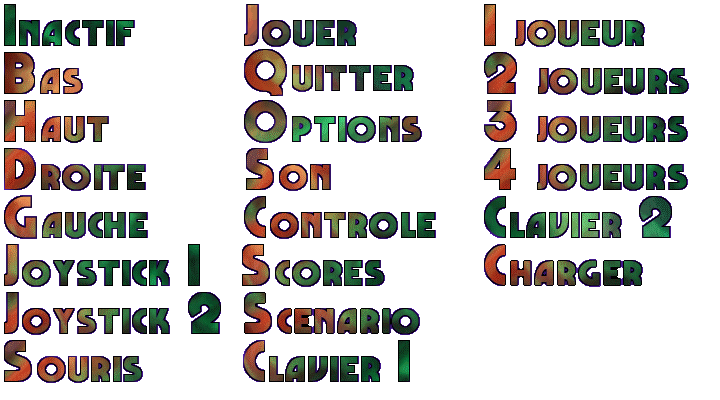 Inactif
Bas
Haut
Droite
Gauche
Joystick 1
Joystick 2
Souris
Jouer
Quitter
Options
Son
Controle
Scores
Scenario
Clavier 1
1 joueur
2 joueurs
3 joueurs
4 joueurs
Clavier 2
Charger